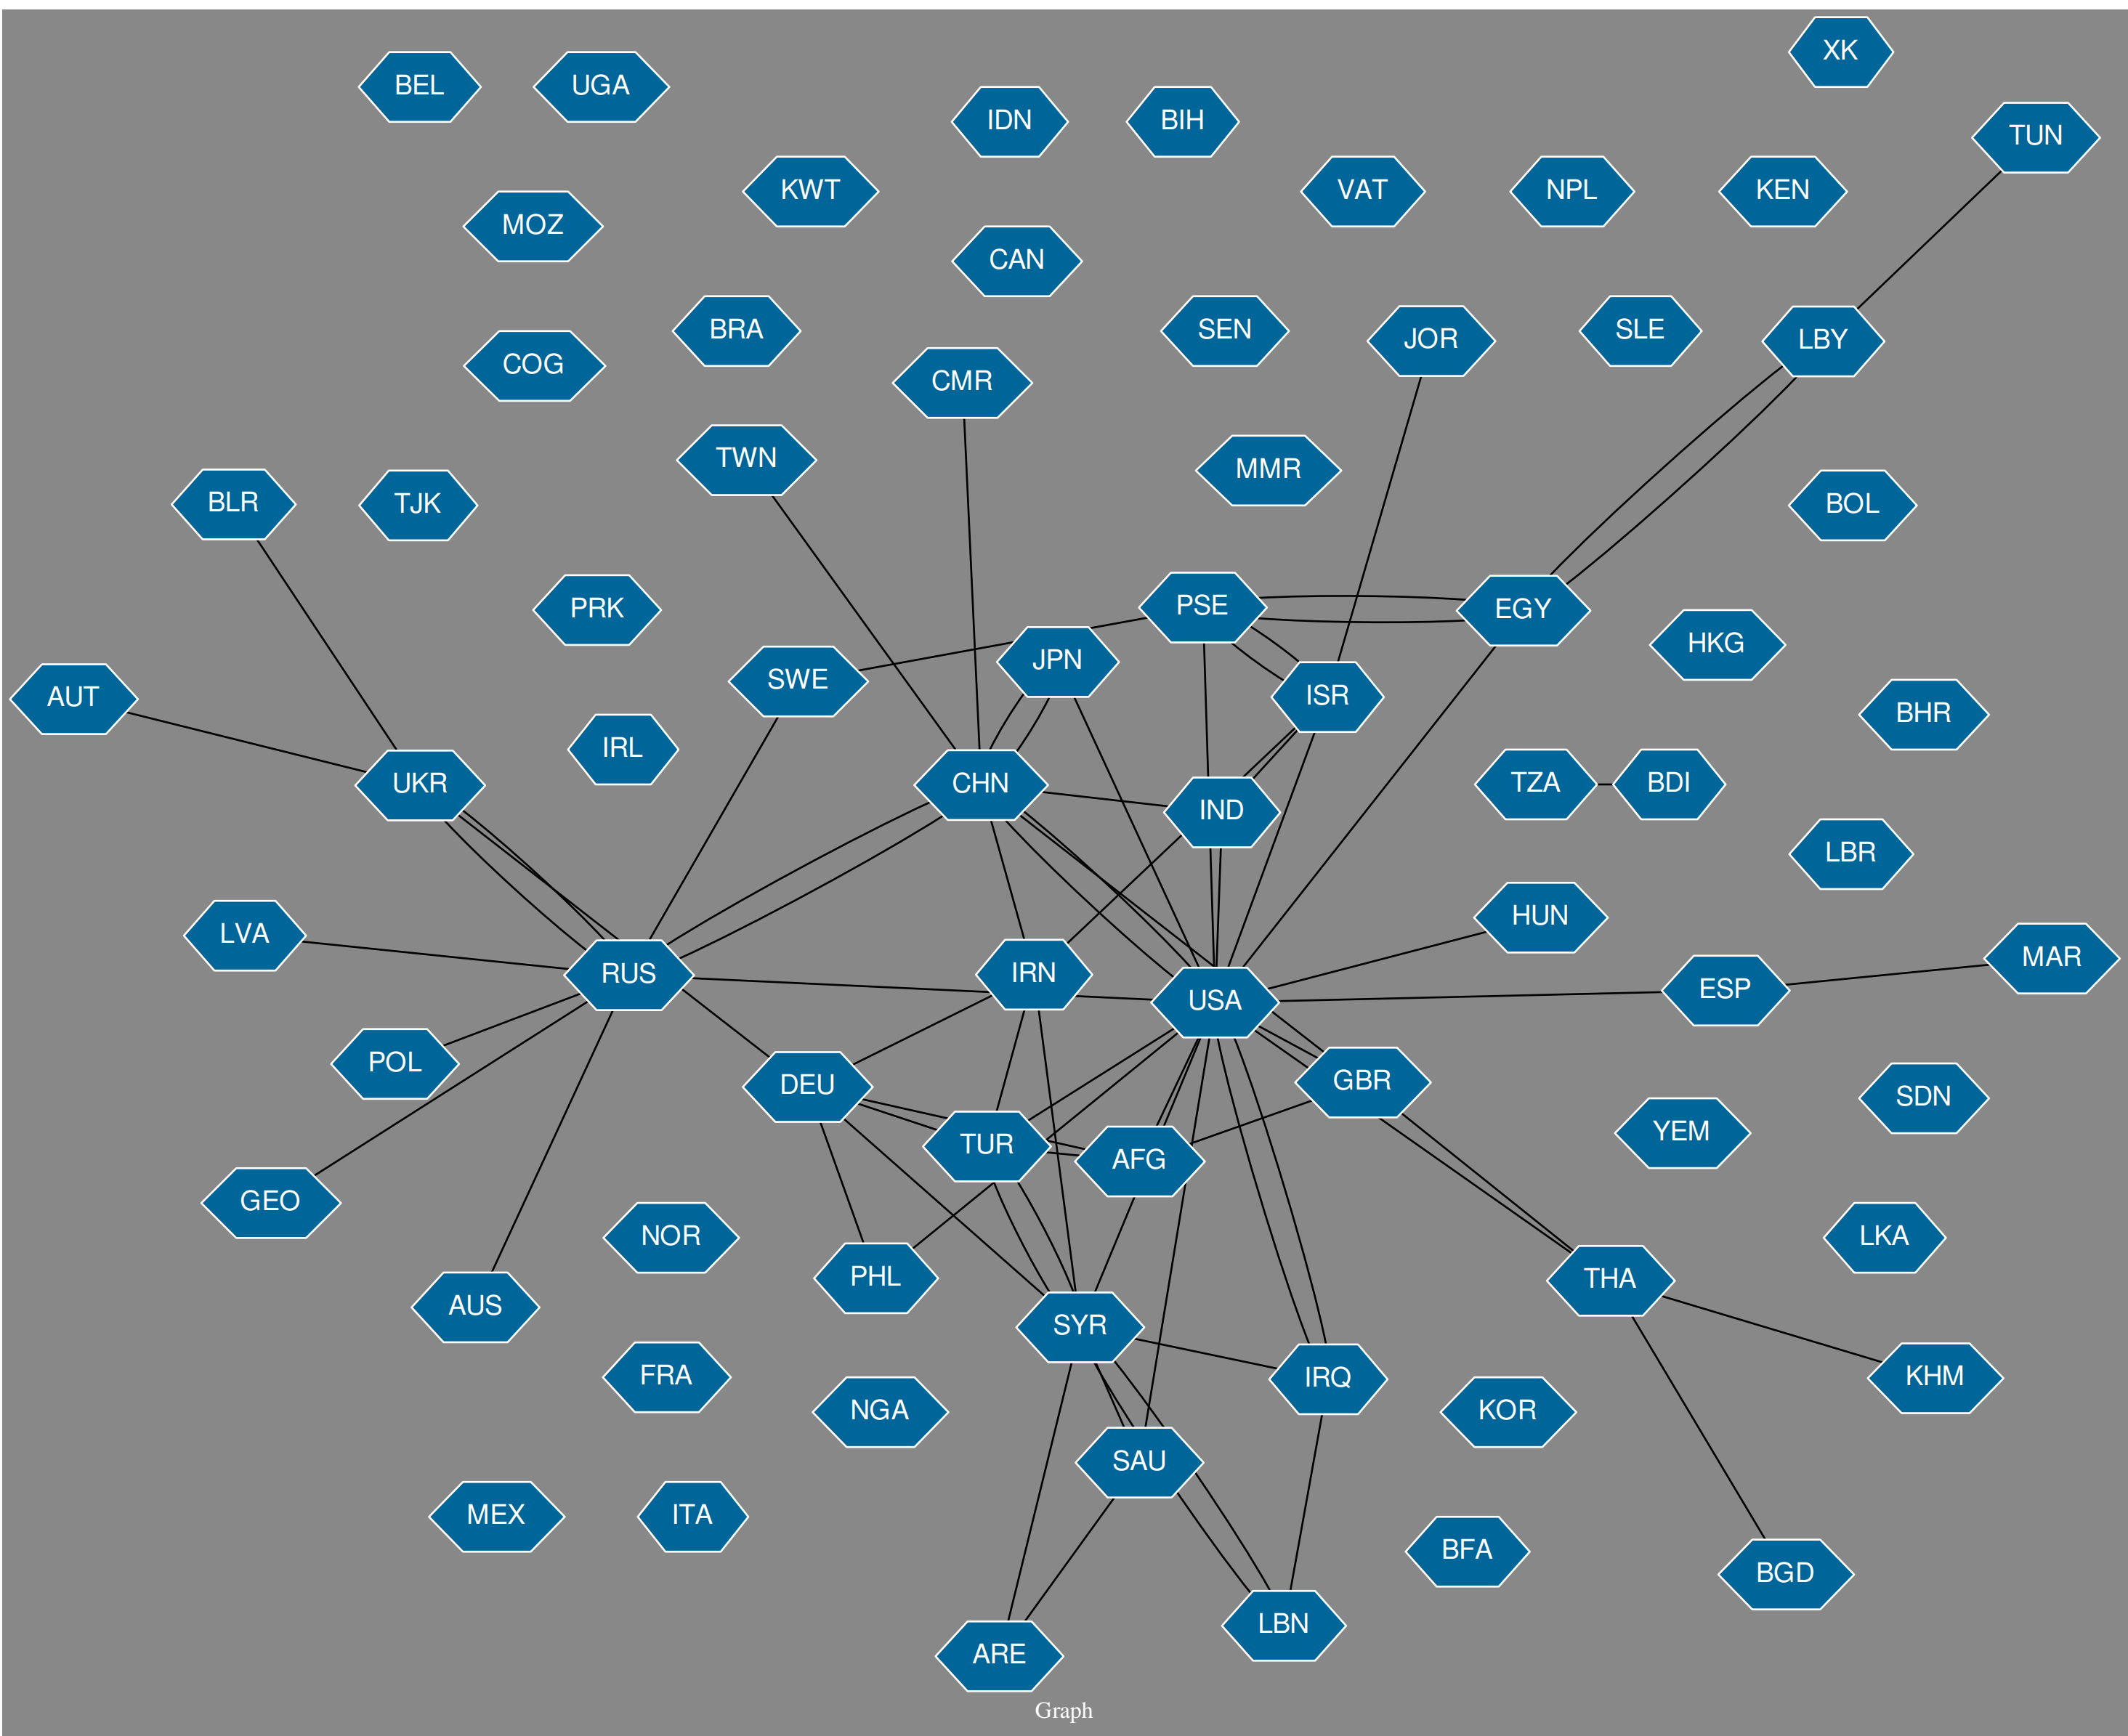 XK
BEL
UGA
IDN
BIH
TUN
KWT
VAT
NPL
KEN
MOZ
CAN
BRA
SEN
JOR
SLE
LBY
COG
CMR
TWN
MMR
BLR
TJK
BOL
PRK
PSE
EGY
HKG
JPN
SWE
AUT
ISR
BHR
IRL
UKR
CHN
TZA
BDI
IND
LBR
HUN
LVA
MAR
RUS
IRN
ESP
USA
POL
DEU
GBR
SDN
TUR
YEM
AFG
GEO
NOR
LKA
PHL
THA
AUS
SYR
FRA
IRQ
KHM
NGA
KOR
SAU
MEX
ITA
BFA
BGD
LBN
ARE
Graph